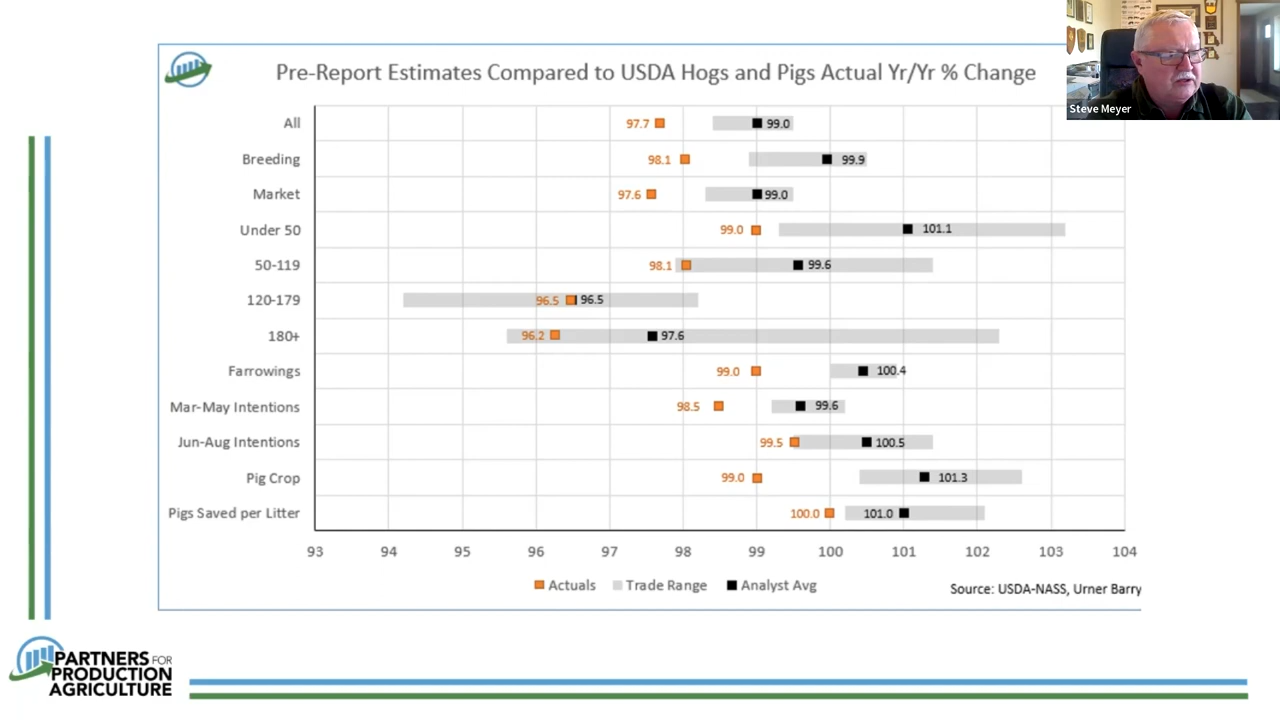 Steve Meyer
Pre-Report Estimates Compared to USDA Hogs and Pigs Actual Yr/Yr % Change
All 97.7 99.0
Breeding 98.1 99.9
Market 97.6 99.0
Under 50 99.0 101.1
50-119 98.1 99.6
120-179 96.5 96.5
180+ 96.2 97.6
Farrowings 99.0 100.4
Mar-May Intentions 98.5 99.6
Jun-Aug Intentions 99.5 100.5
Pig Crop 99.0 101.3
Pigs Saved per Litter 100.0 101.0
93 94 95 96 97 98 99 100 101 102 103 104
Actuals Trade Range Analyst Avg
Source: USDA-NASS, Urner Barry
PARTNERS FOR
PRODUCTION
AGRICULTURE